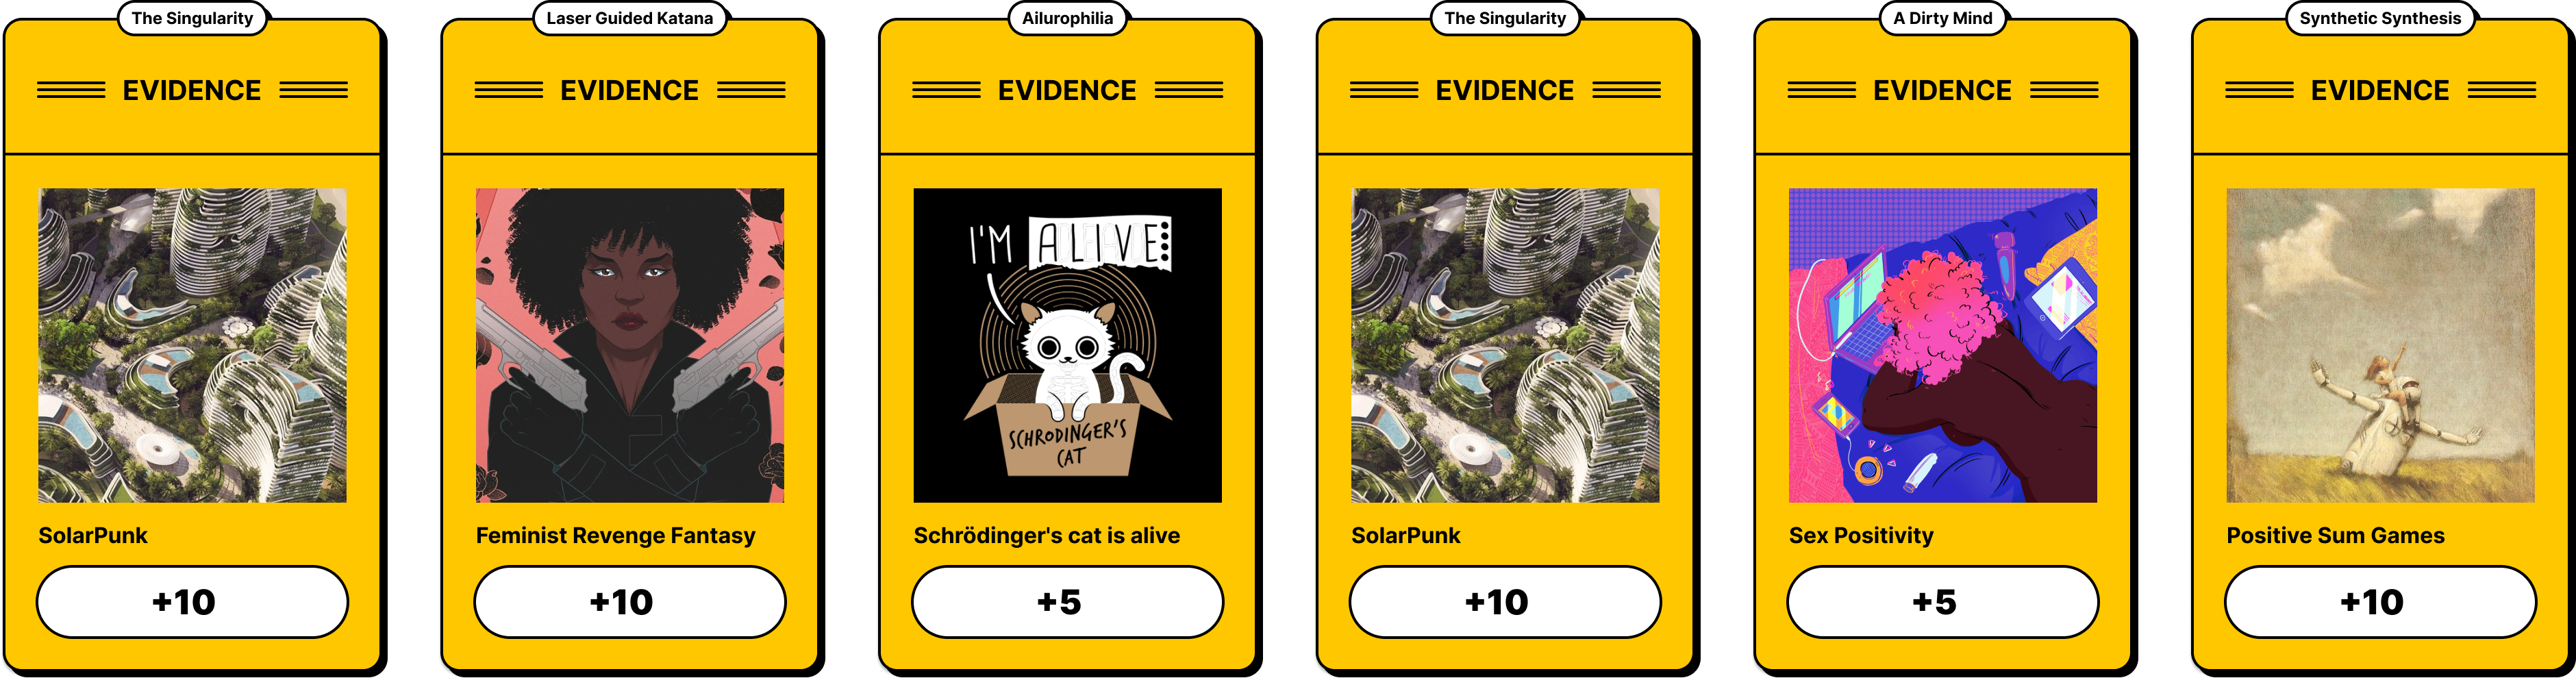 The Singularity
EVIDENCE
SolarPunk
+10
Laser Guided Katana
EVIDENCE
Feminist Revenge Fantasy
+10
Ailurophilia
EVIDENCE
I'M ALIVE
SCHRODINGER'S
CAT
Schrödinger's cat is alive
+5
The Singularity
EVIDENCE
SolarPunk
+10
A Dirty Mind
EVIDENCE
Sex Positivity
+5
Synthetic Synthesis
EVIDENCE
Positive Sum Games
+10